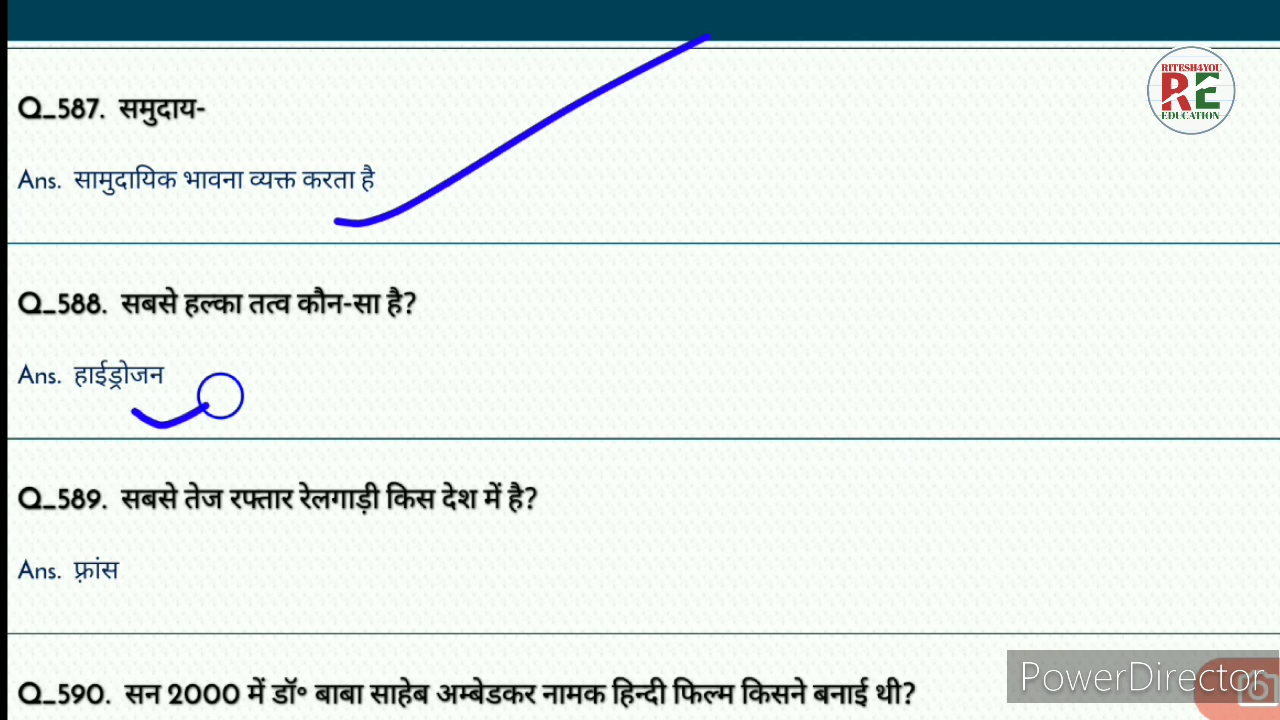 RITESH4YOU
RE
EDUCATION
Q_587. समुदाय-
Ans. सामुदायिक भावना व्यक्त करता है
Q_588. सबसे हल्का तत्व कौन-सा है?
Ans. हाईड्रोजन
Q_589. सबसे तेज रफ्तार रेलगाड़ी किस देश में है?
Ans. फ़्रांस
Q_590. सन 2000 में डॉ० बाबा साहेब अम्बेडकर नामक हिन्दी फिल्म किसने बनाई थी?
PowerDirector